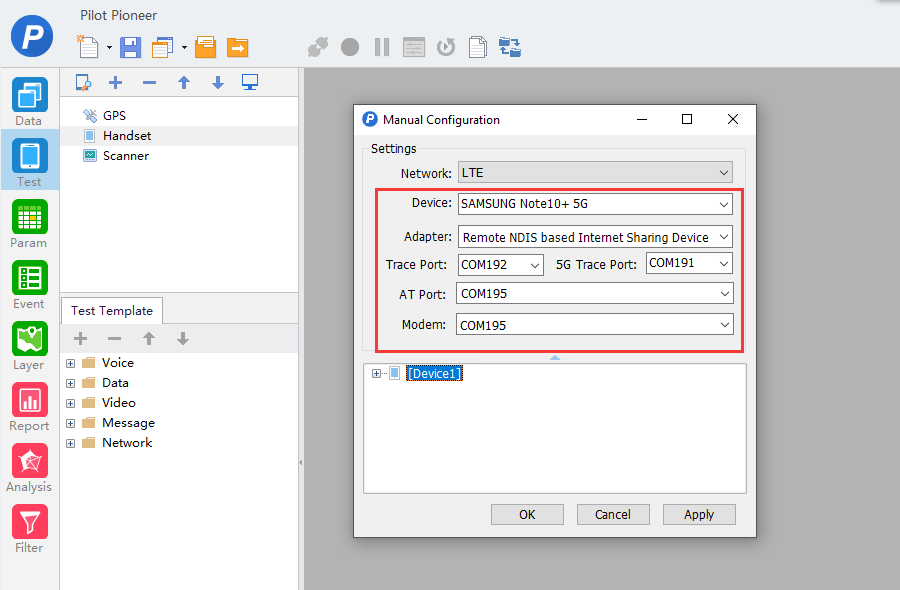 Pilot Pioneer
P
Data
Test
Param
Event
Layer
Report
Analysis
Filter
GPS
Handset
Scanner
Test Template
Voice
Data
Video
Message
Network
P Manual Configuration
Settings
Network: LTE
Device: SAMSUNG Note10+ 5G
Adapter: Remote NDIS based Internet Sharing Device
Trace Port: COM192 5G Trace Port: COM191
AT Port: COM195
Modem: COM195
[Device1]
OK Cancel Apply